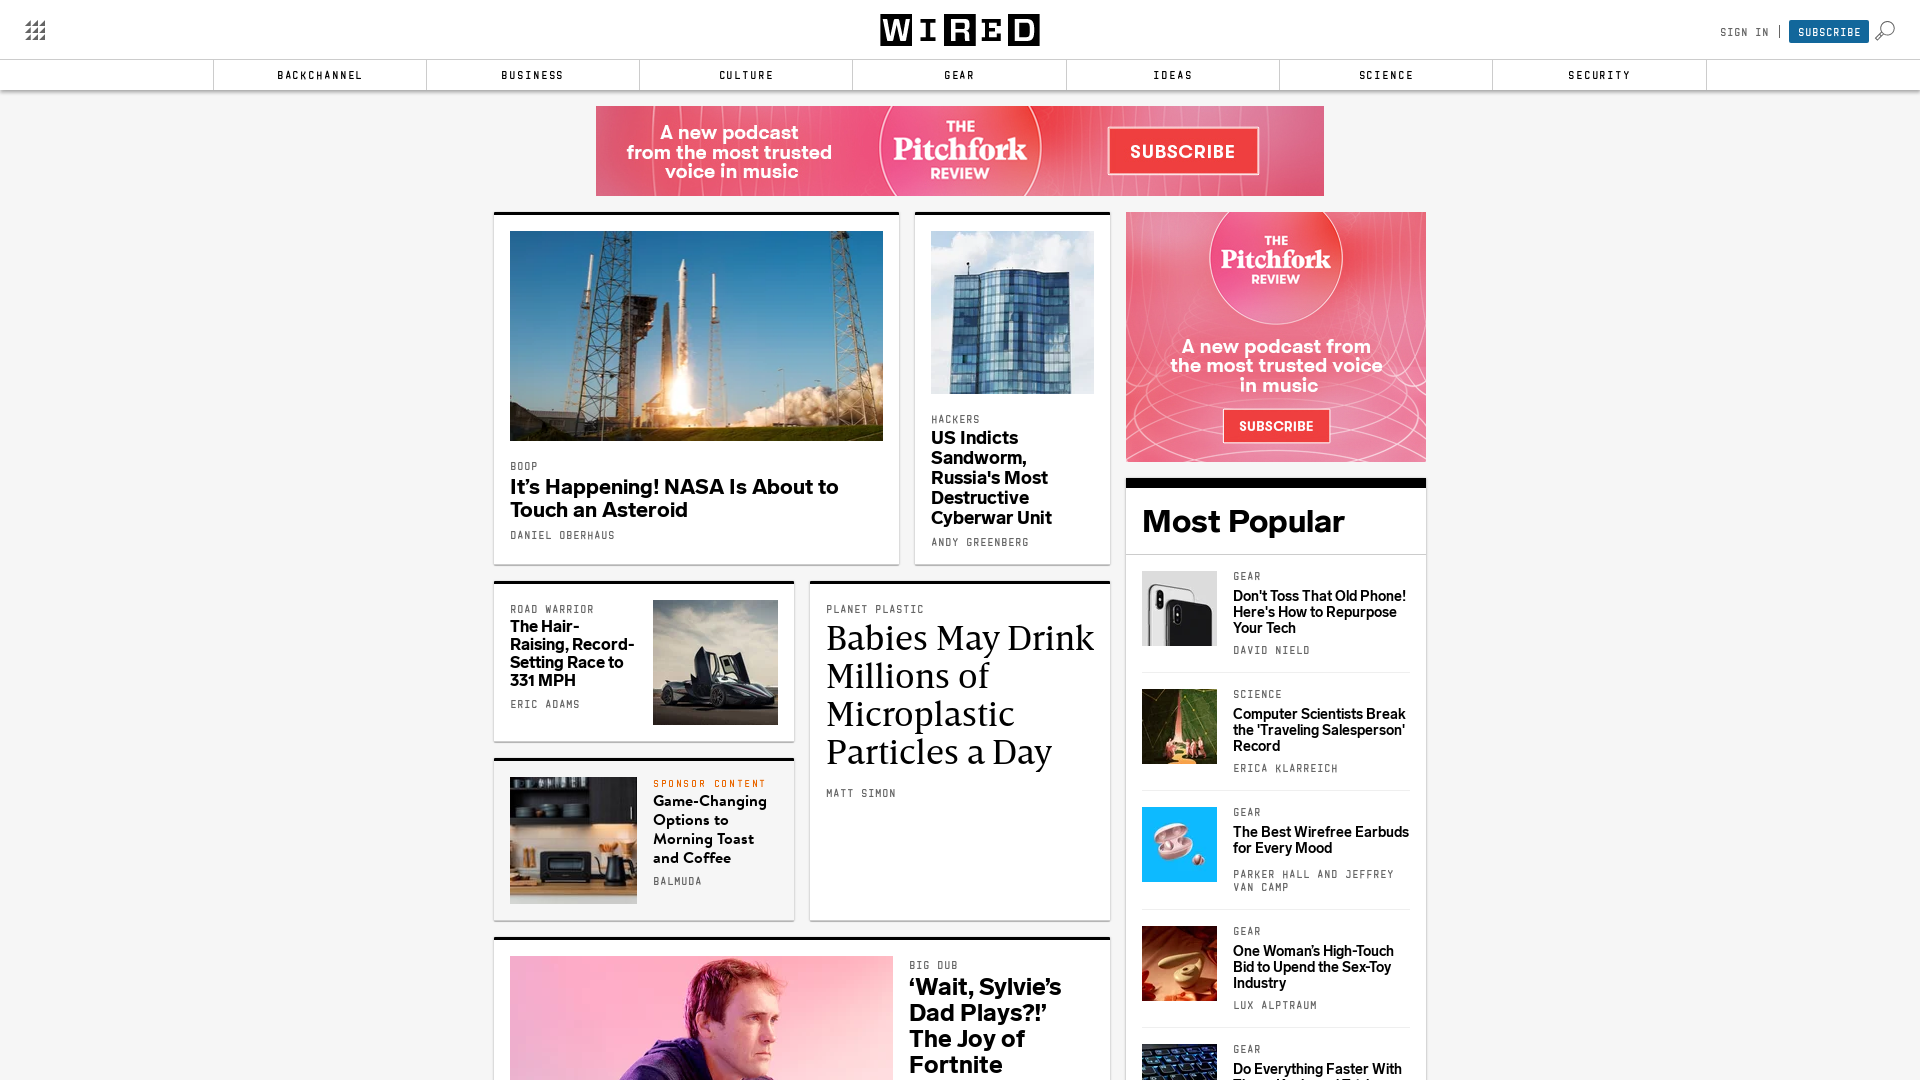 WIRED
SIGN IN
SUBSCRIBE
BACKCHANNEL
BUSINESS
CULTURE
GEAR
IDEAS
SCIENCE
SECURITY
A new podcast
from the most trusted
voice in music
THE
Pitchfork
REVIEW
SUBSCRIBE
BOOP
It’s Happening! NASA Is About to
Touch an Asteroid
DANIEL OBERHAUS
HACKERS
US Indicts
Sandworm,
Russia's Most
Destructive
Cyberwar Unit
ANDY GREENBERG
THE
Pitchfork
REVIEW
A new podcast from
the most trusted voice
in music
SUBSCRIBE
ROAD WARRIOR
The Hair-
Raising, Record-
Setting Race to
331 MPH
ERIC ADAMS
PLANET PLASTIC
Babies May Drink
Millions of
Microplastic
Particles a Day
MATT SIMON
SPONSOR CONTENT
Game-Changing
Options to
Morning Toast
and Coffee
BALMUDA
BIG DUB
‘Wait, Sylvie’s
Dad Plays?!’
The Joy of
Fortnite
Most Popular
GEAR
Don't Toss That Old Phone!
Here's How to Repurpose
Your Tech
DAVID NIELD
SCIENCE
Computer Scientists Break
the 'Traveling Salesperson'
Record
ERICA KLARREICH
GEAR
The Best Wirefree Earbuds
for Every Mood
PARKER HALL AND JEFFREY
VAN CAMP
GEAR
One Woman’s High-Touch
Bid to Upend the Sex-Toy
Industry
LUX ALPTRAUM
GEAR
Do Everything Faster With